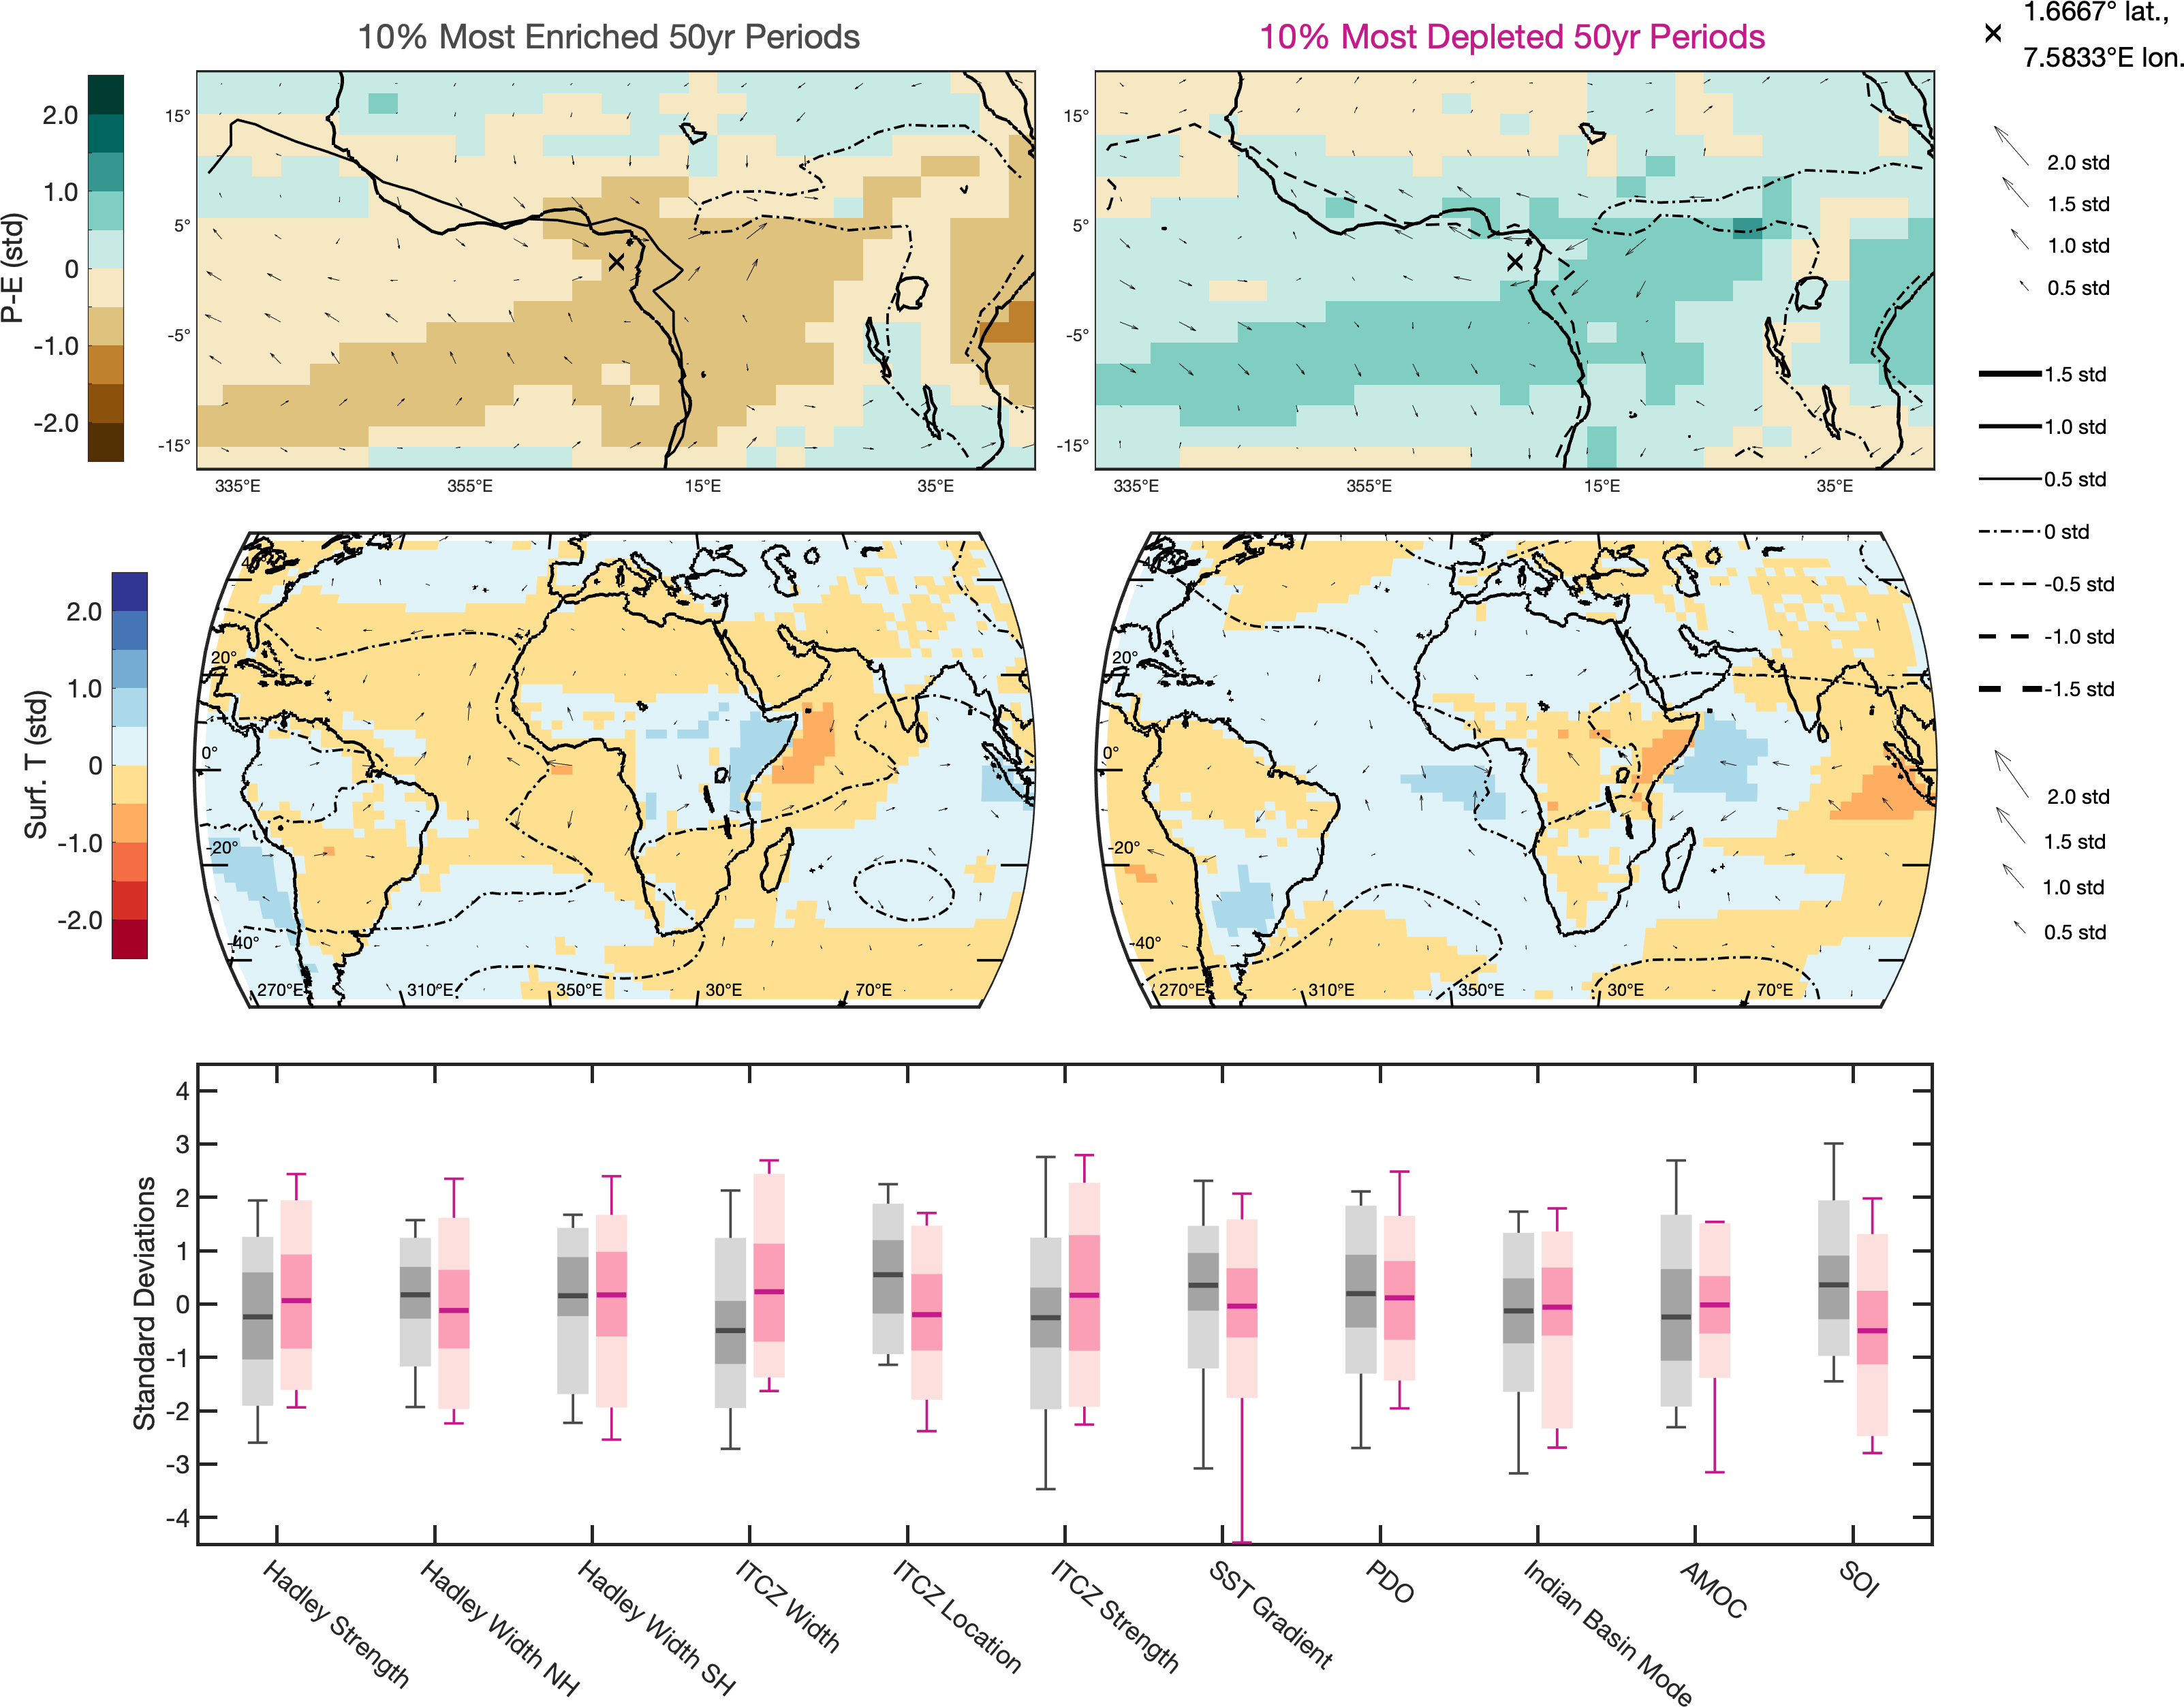 10% Most Enriched 50yr Periods
10% Most Depleted 50yr Periods
1.6667° lat.,
7.5833°E lon.
P-E (std)
2.0
1.0
0
-1.0
-2.0
15°
5°
-5°
-15°
335°E
355°E
15°E
35°E
15°
5°
-5°
-15°
335°E
355°E
15°E
35°E
2.0 std
1.5 std
1.0 std
0.5 std
1.5 std
1.0 std
0.5 std
0 std
-0.5 std
-1.0 std
-1.5 std
Surf. T (std)
2.0
1.0
0
-1.0
-2.0
20°
0°
-20°
-40°
270°E
310°E
350°E
30°E
70°E
20°
0°
-20°
-40°
270°E
310°E
350°E
30°E
70°E
2.0 std
1.5 std
1.0 std
0.5 std
Standard Deviations
4
3
2
1
0
-1
-2
-3
-4
Hadley Strength
Hadley Width NH
Hadley Width SH
ITCZ Width
ITCZ Location
ITCZ Strength
SST Gradient
PDO
Indian Basin Mode
AMOC
SOI